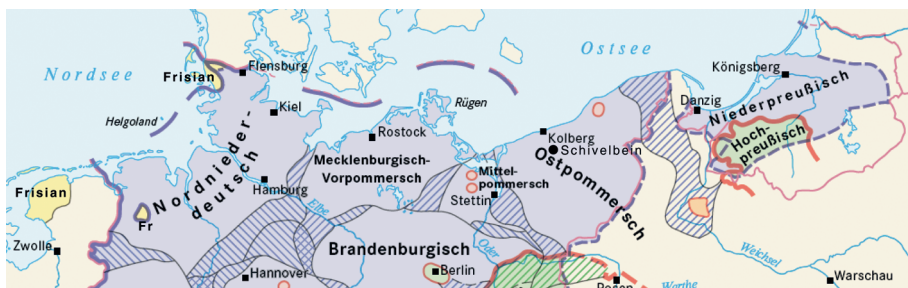 Nordsee
Ostsee
Frisian
Flensburg
Königsberg
Niederpreußisch
Danzig
Helgoland
Kiel
Rügen
Rostock
Kolberg
Schivelbein
Hoch-
preußisch
Nordnieder-
deutsch
Mecklenburgisch-
Vorpommersch
Mittel-
pommersch
Ostpommersch
Frisian
Hamburg
Stettin
Fr
Elbe
Brandenburgisch
Oder
Zwolle
Weichsel
Hannover
Berlin
Warthe
Warschau